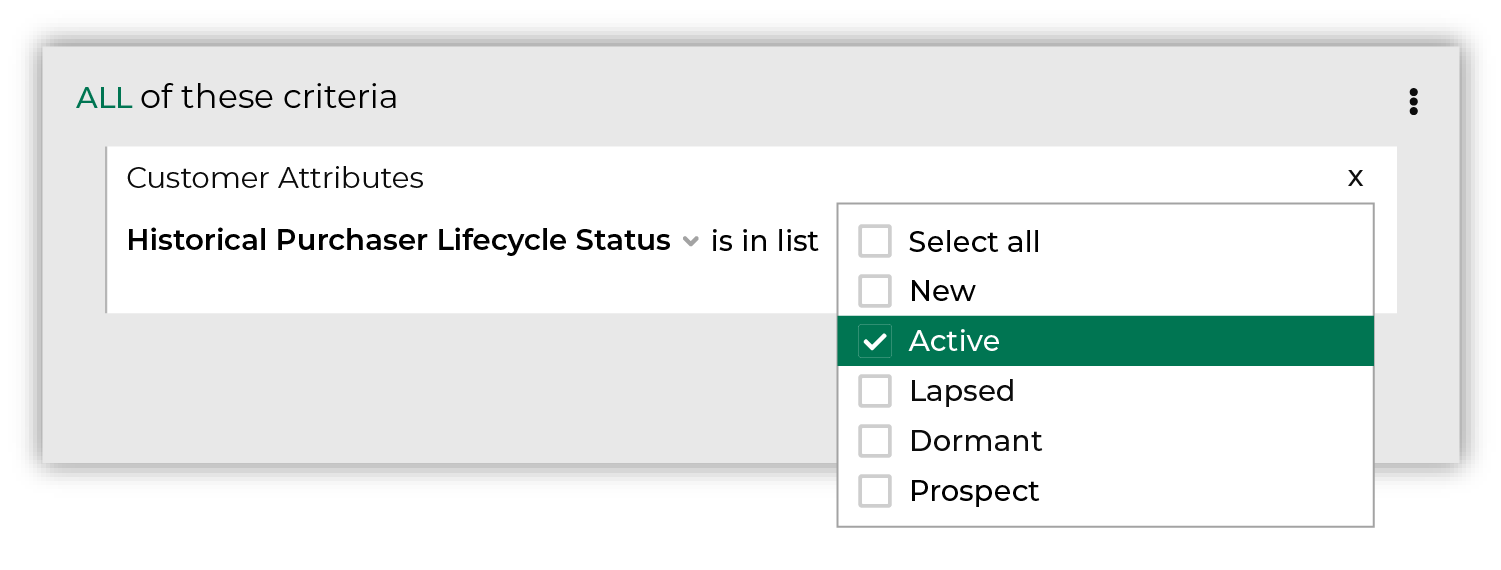 ALL of these criteria
Customer Attributes x
Historical Purchaser Lifecycle Status is in list
Select all
New
Active
Lapsed
Dormant
Prospect